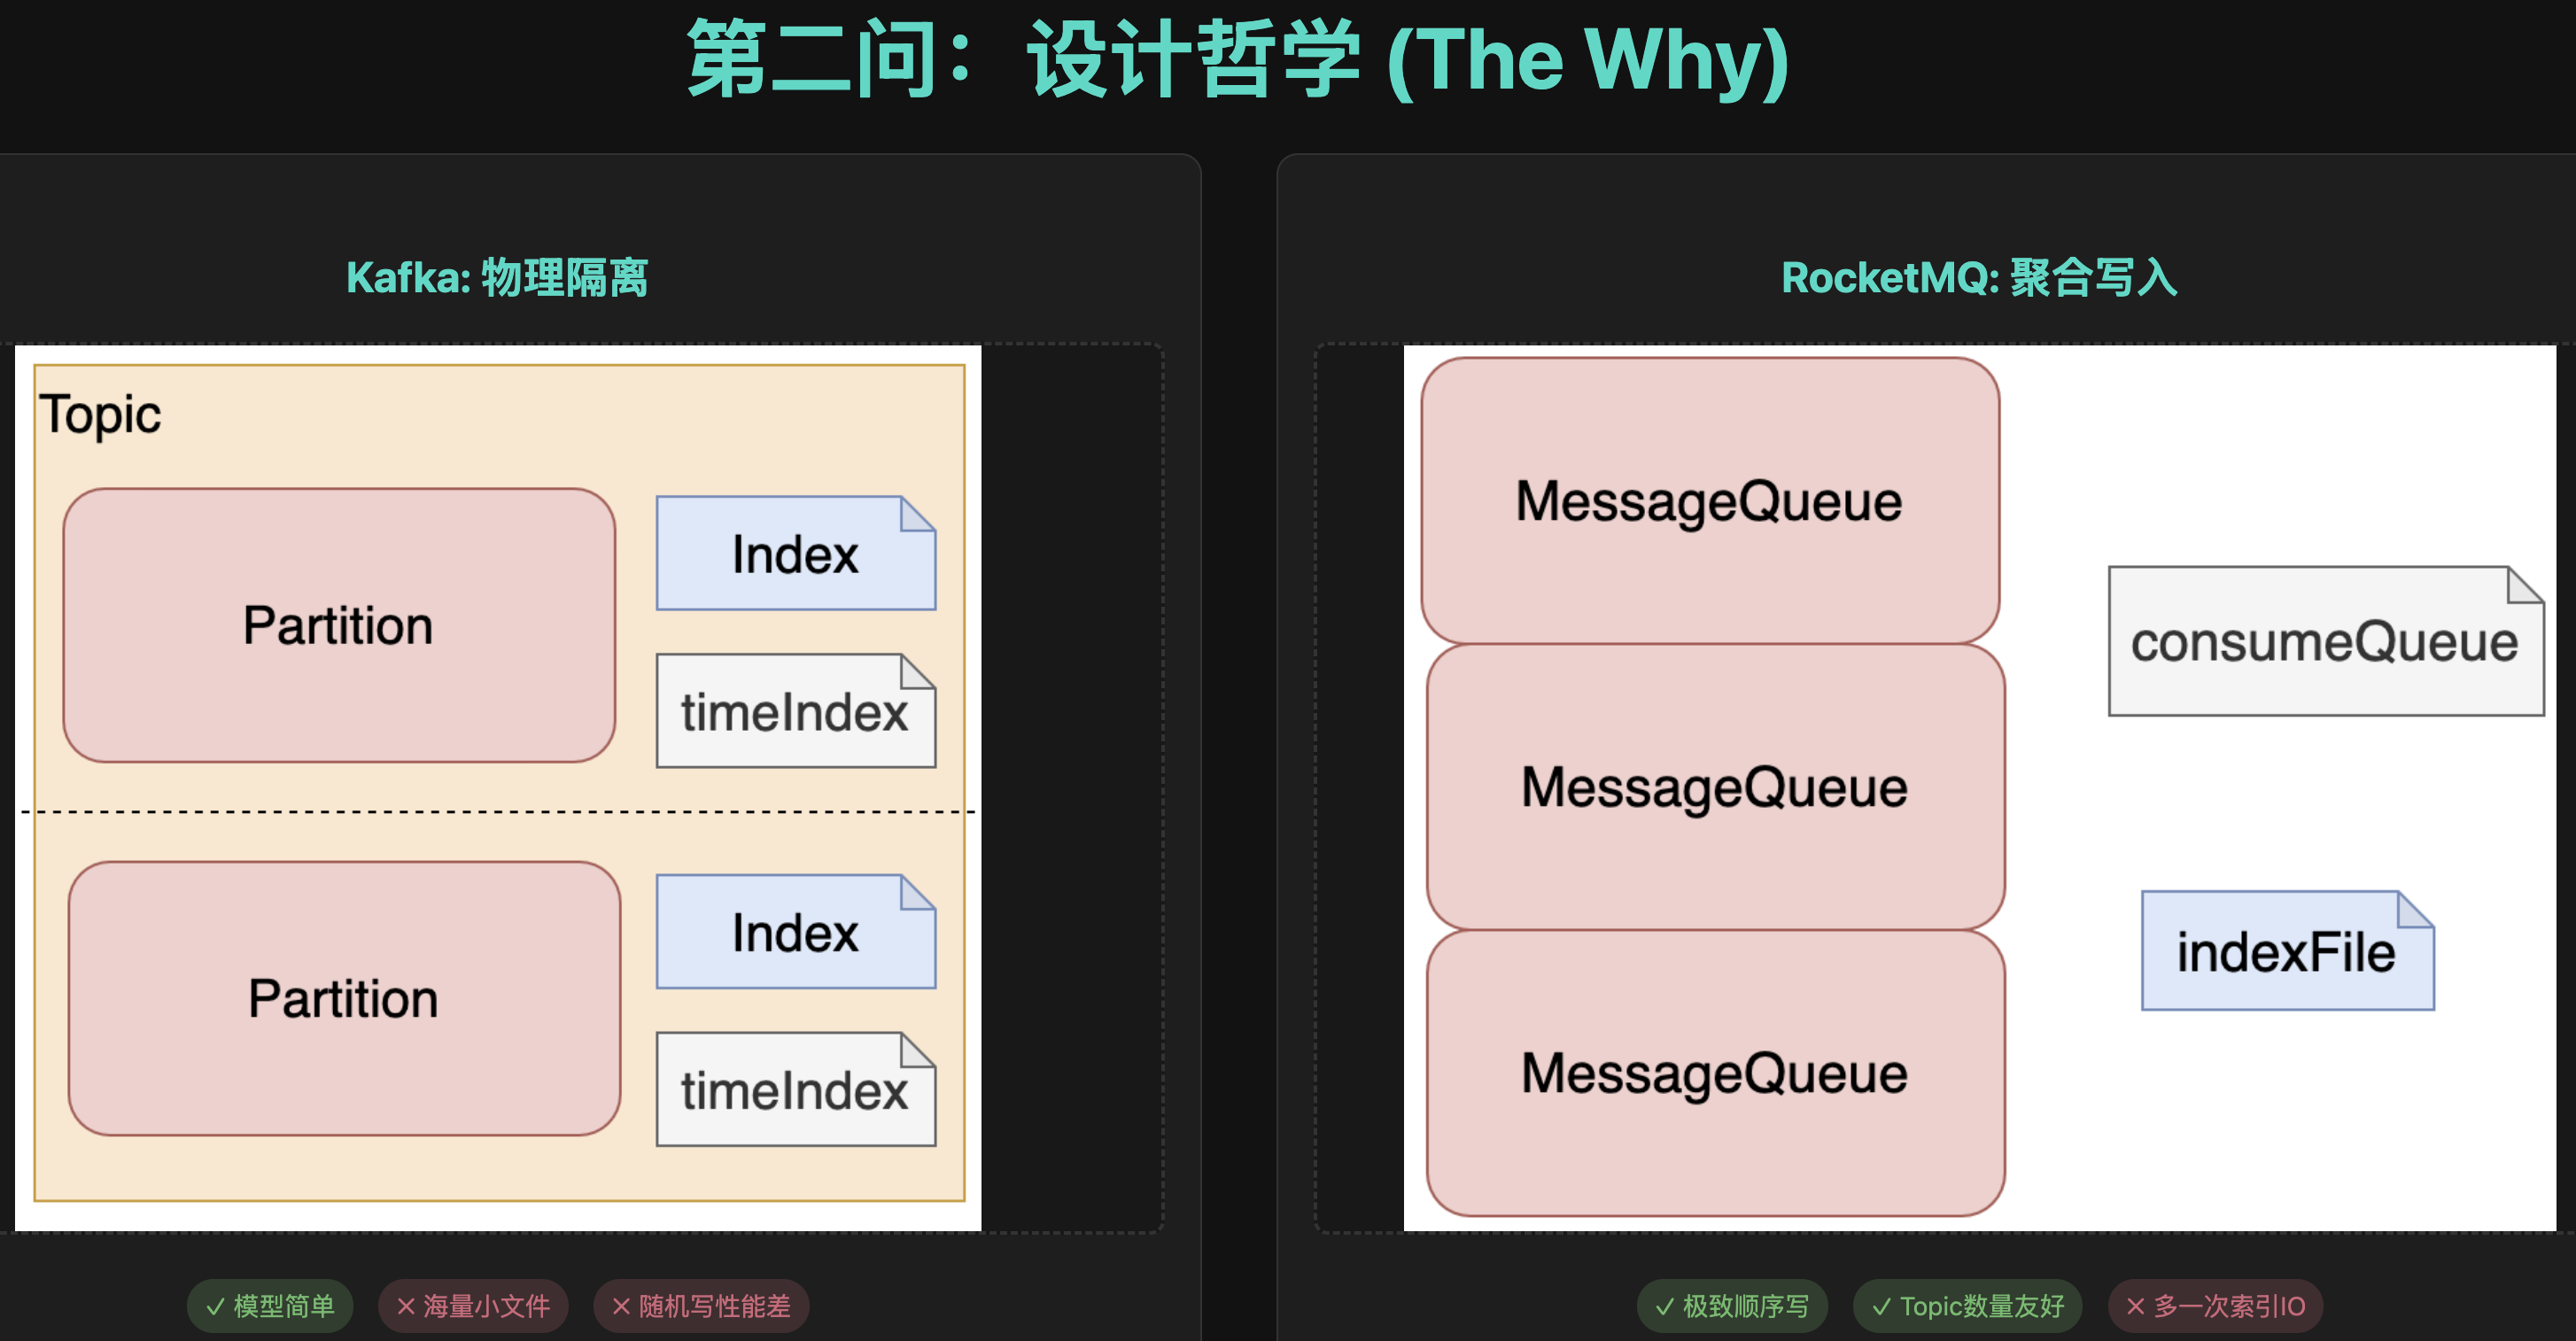 第二问：设计哲学 (The Why)
Kafka: 物理隔离
Topic
Partition
Index
timeIndex
Partition
Index
timeIndex
✓ 模型简单
✕ 海量小文件
✕ 随机写性能差
RocketMQ: 聚合写入
MessageQueue
MessageQueue
MessageQueue
consumeQueue
indexFile
✓ 极致顺序写
✓ Topic数量友好
✕ 多一次索引IO